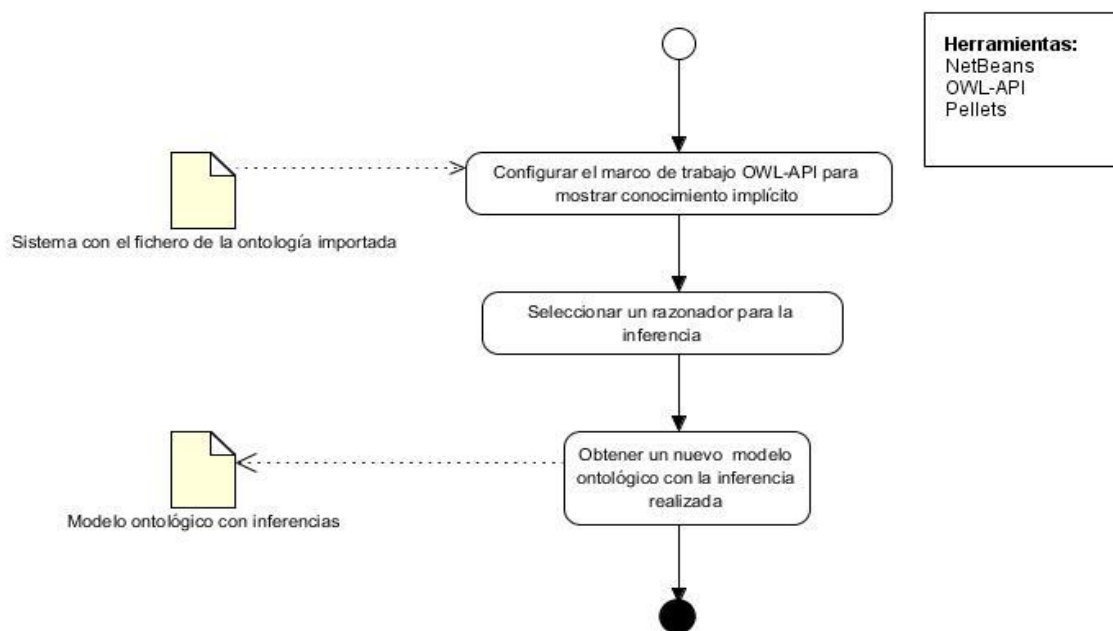 Herramientas:
NetBeans
OWL-API
Pellets
Configurar el marco de trabajo OWL-API para
mostrar conocimiento implícito
Sistema con el fichero de la ontología importada
Seleccionar un razonador para la
inferencia
Obtener un nuevo modelo
ontológico con la inferencia
realizada
Modelo ontológico con inferencias